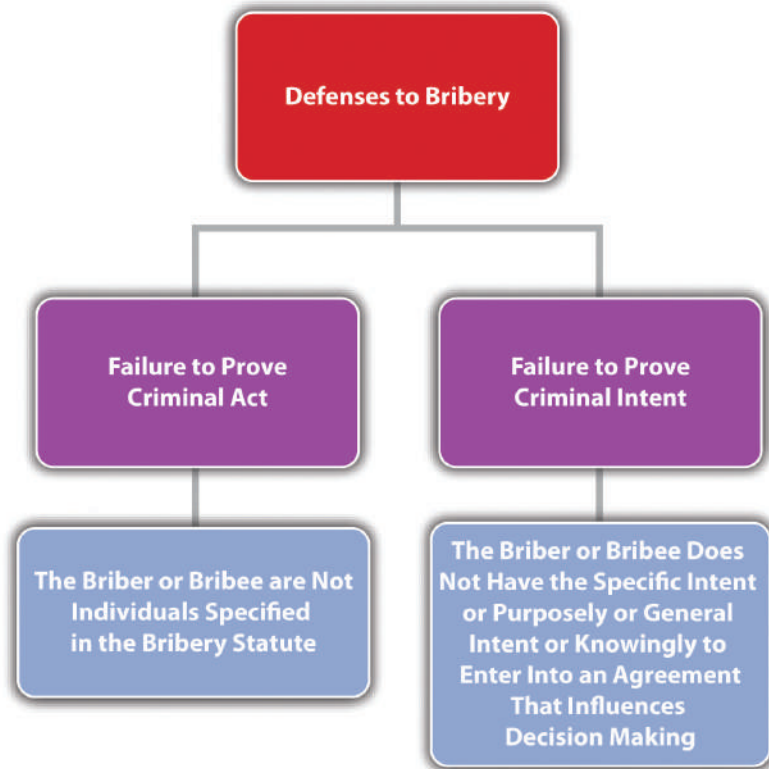 Defenses to Bribery
Failure to Prove
Criminal Act
Failure to Prove
Criminal Intent
The Briber or Bribee are Not
Individuals Specified
in the Bribery Statute
The Briber or Bribee Does
Not Have the Specific Intent
or Purposely or General
Intent or Knowingly to
Enter Into an Agreement
That Influences
Decision Making